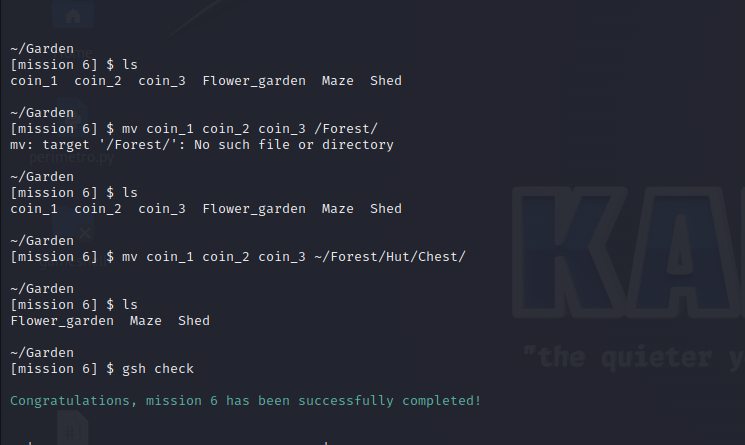 ~/Garden
[mission 6] $ ls
coin_1  coin_2  coin_3  Flower_garden  Maze  Shed
~/Garden
[mission 6] $ mv coin_1 coin_2 coin_3 /Forest/
mv: target '/Forest/': No such file or directory
perimetro.py
~/Garden
[mission 6] $ ls
coin_1  coin_2  coin_3  Flower_garden  Maze  Shed
~/Garden
[mission 6] $ mv coin_1 coin_2 coin_3 ~/Forest/Hut/Chest/
KA
~/Garden
[mission 6] $ ls
Flower_garden  Maze  Shed
~/Garden
"the quieter y
[mission 6] $ gsh check
Congratulations, mission 6 has been successfully completed!